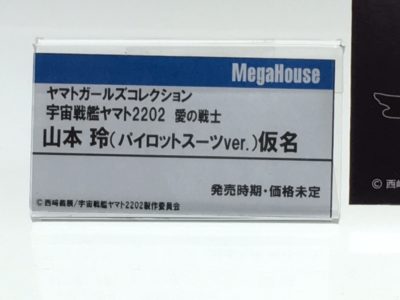 MegaHouse
ヤマトガールズコレクション
宇宙戦艦ヤマト2202 愛の戦士
山本 玲(パイロットスーツver.)仮名
発売時期・価格未定
©西﨑義展/宇宙戦艦ヤマト2202製作委員会
©